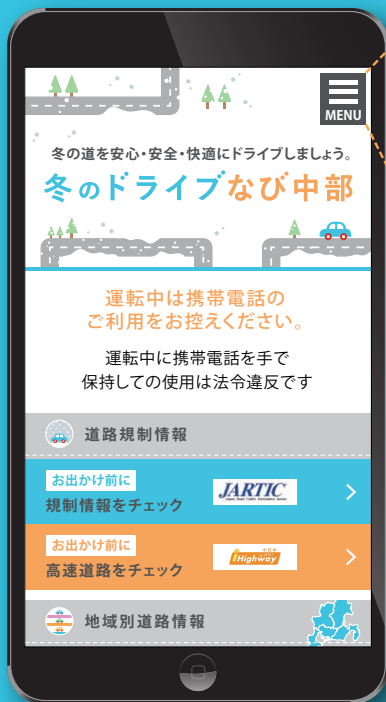 MENU
冬の道を安心・安全・快適にドライブしましょう。
冬のドライブなび中部
運転中は携帯電話の
ご利用をお控えください。
運転中に携帯電話を手で
保持しての使用は法令違反です
道路規制情報
お出かけ前に
規制情報をチェック
JARTIC
お出かけ前に
高速道路をチェック
iHighway
地域別道路情報